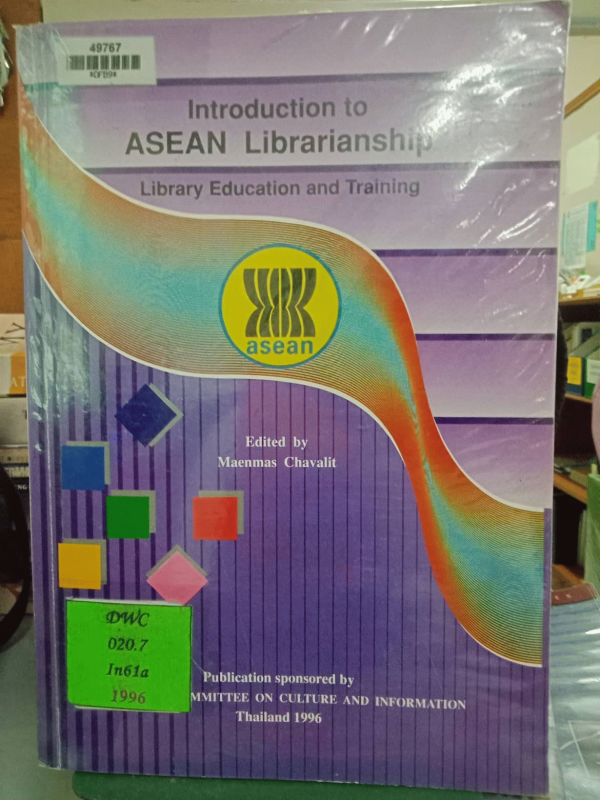 49767
Introduction to
ASEAN Librarianship
Library Education and Training
asean
Edited by
Maenmas Chavalit
DWC
020.7
In61a
1996
Publication sponsored by
MMITTEE ON CULTURE AND INFORMATION
Thailand 1996